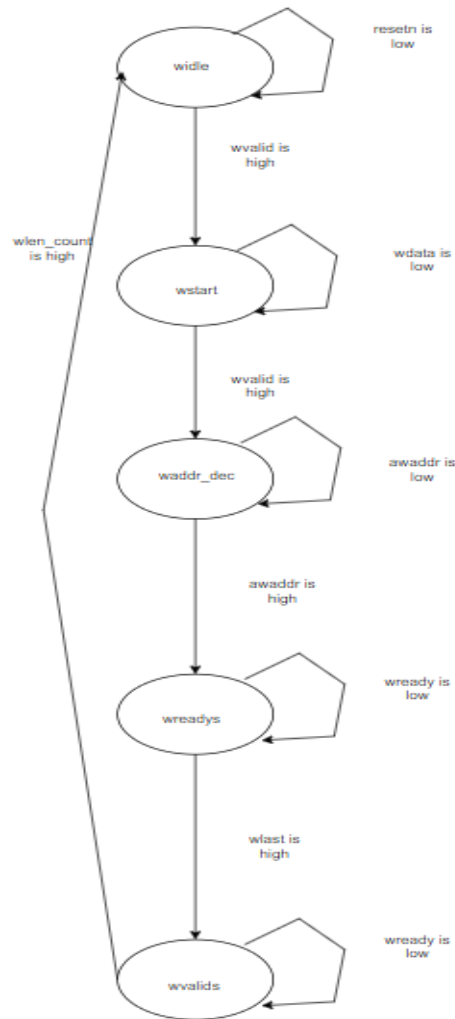 resetn is
low
widle
wvalid is
high
wlen_count
is high
wdata is
low
wstart
wvalid is
high
awaddr is
low
waddr_dec
awaddr is
high
wready is
low
wreadys
wlast is
high
wready is
low
wvalids